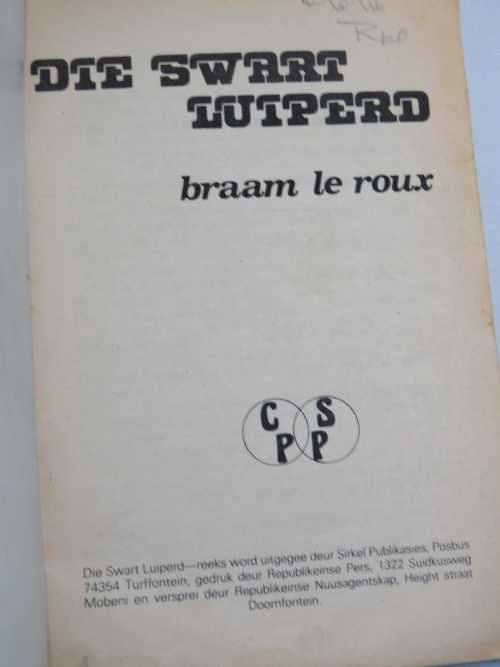 DIE SWART
LUIPERD
braam le roux
C S
P P
Die Swart Luiperd—reeks word uitgegee deur Sirkel Publikasies, Posbus
74354 Turffontein, gedruk deur Republikeinse Pers, 1322 Suidkusweg
Mobeni en versprei deur Republikeinse Nuusagentskap, Height straat
Doornfontein.